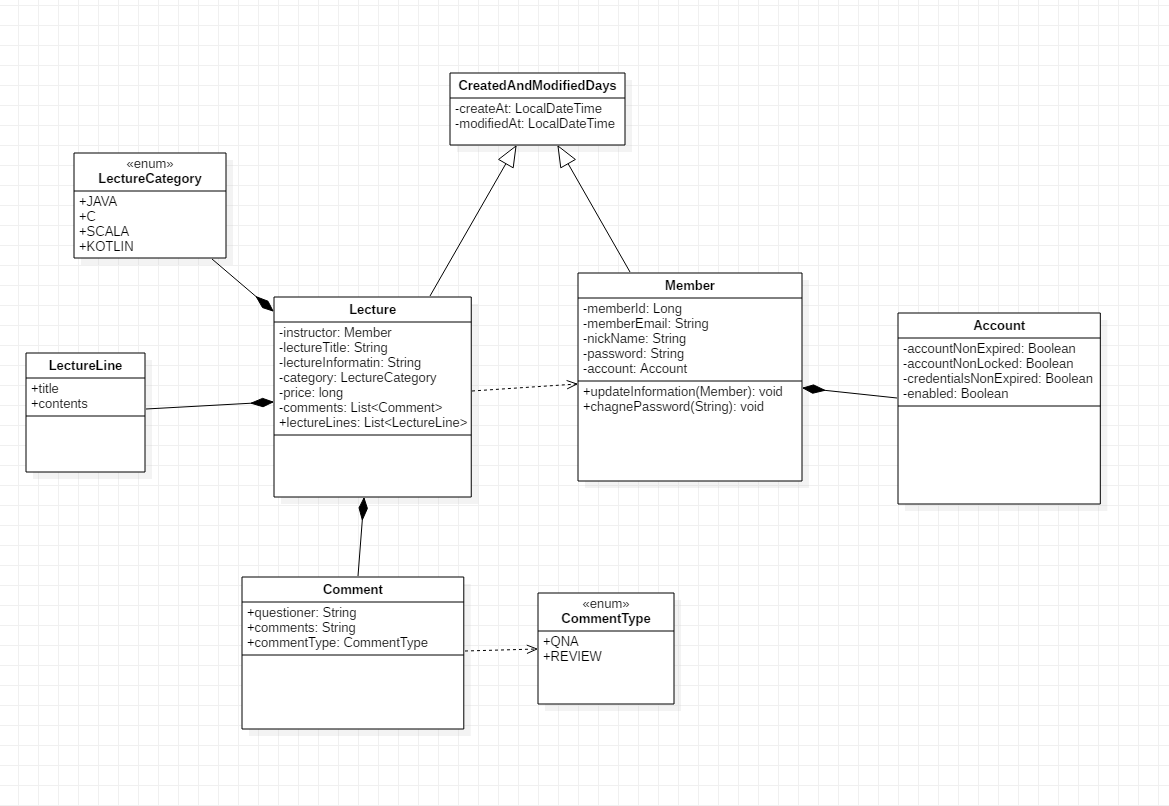 CreatedAndModifiedDays
-createAt: LocalDateTime
-modifiedAt: LocalDateTime
«enum»
LectureCategory
+JAVA
+C
+SCALA
+KOTLIN
Lecture
-instructor: Member
-lectureTitle: String
-lectureInformatin: String
-category: LectureCategory
-price: long
-comments: List<Comment>
+lectureLines: List<LectureLine>
Member
-memberId: Long
-memberEmail: String
-nickName: String
-password: String
-account: Account
+updateInformation(Member): void
+chagnePassword(String): void
Account
-accountNonExpired: Boolean
-accountNonLocked: Boolean
-credentialsNonExpired: Boolean
-enabled: Boolean
LectureLine
+title
+contents
Comment
+questioner: String
+comments: String
+commentType: CommentType
«enum»
CommentType
+QNA
+REVIEW